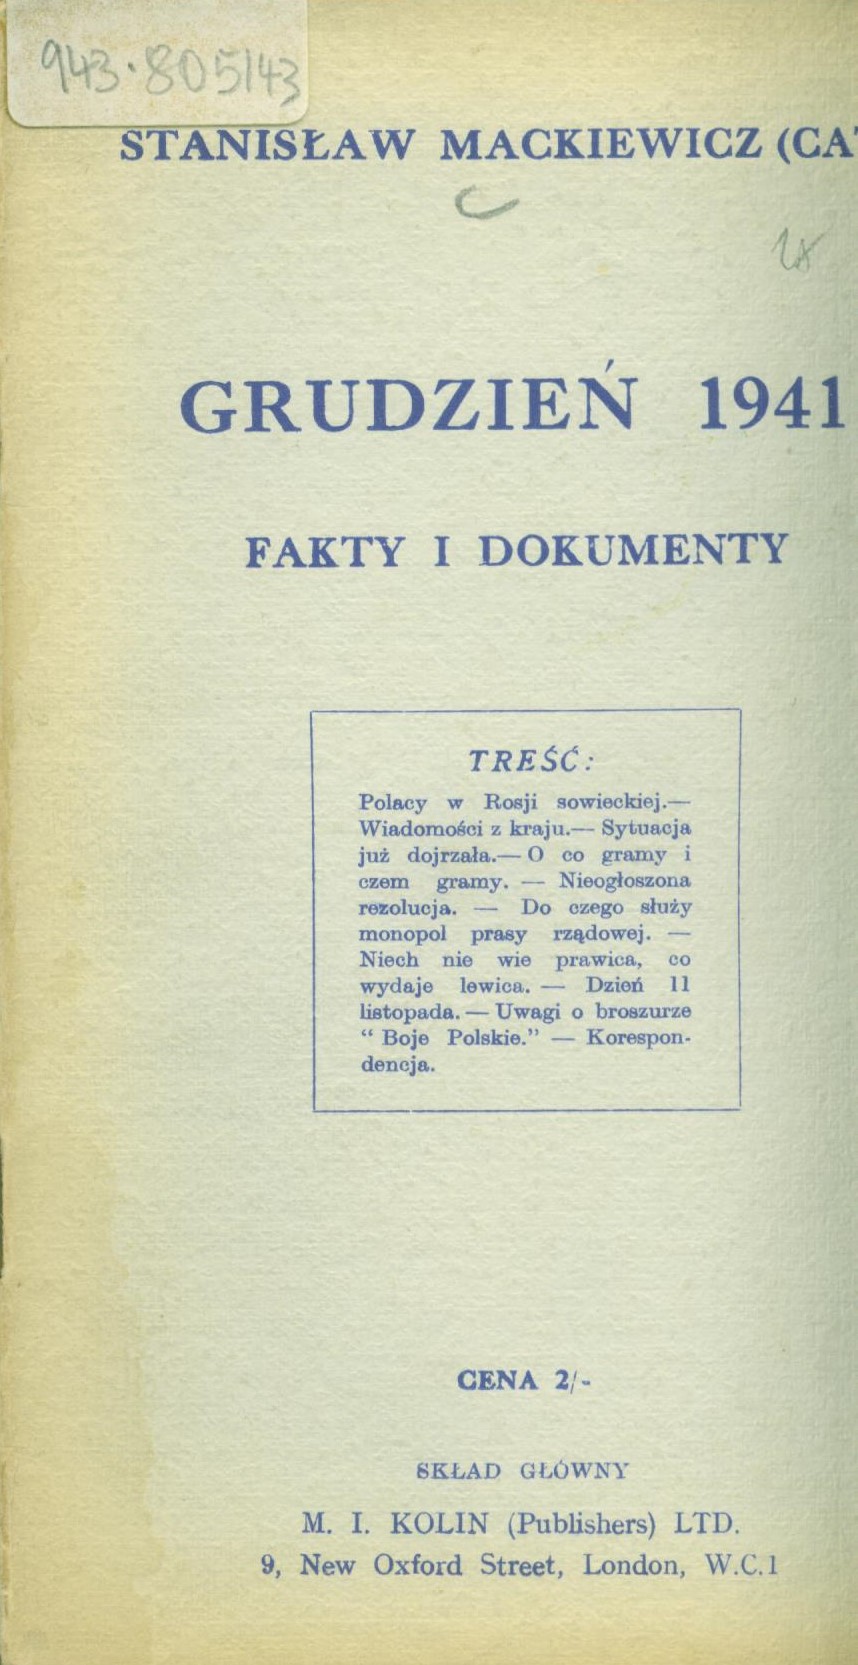 943.805143
STANISŁAW MACKIEWICZ (CA
GRUDZIEŃ 1941
FAKTY I DOKUMENTY
TREŚĆ:
Polacy w Rosji sowieckiej.—
Wiadomości z kraju.— Sytuacja
już dojrzała.— O co gramy i
czem gramy. — Nieogłoszona
rezolucja. — Do czego służy
monopol prasy rządowej. —
Niech nie wie prawica, co
wydaje lewica. — Dzień 11
listopada. — Uwagi o broszurze
“ Boje Polskie.” — Korespon-
dencja.
CENA 2/-
SKŁAD GŁÓWNY
M. I. KOLIN (Publishers) LTD.
9, New Oxford Street, London, W.C.1